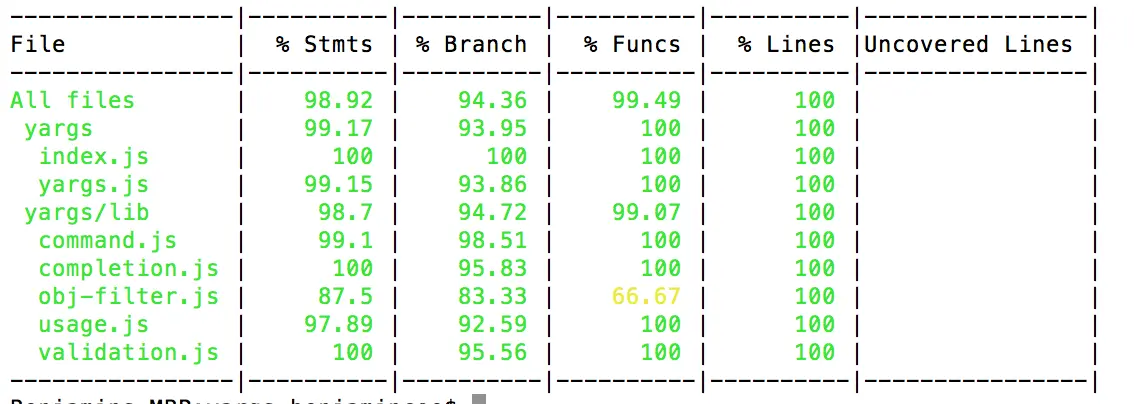 ----------------|----------|----------|----------|----------|----------------|
File            |  % Stmts | % Branch |  % Funcs |  % Lines |Uncovered Lines |
----------------|----------|----------|----------|----------|----------------|
All files       |    98.92 |    94.36 |    99.49 |      100 |                |
 yargs          |    99.17 |    93.95 |      100 |      100 |                |
  index.js      |      100 |      100 |      100 |      100 |                |
  yargs.js      |    99.15 |    93.86 |      100 |      100 |                |
 yargs/lib      |     98.7 |    94.72 |    99.07 |      100 |                |
  command.js    |     99.1 |    98.51 |      100 |      100 |                |
  completion.js |      100 |    95.83 |      100 |      100 |                |
  obj-filter.js |     87.5 |    83.33 |    66.67 |      100 |                |
  usage.js      |    97.89 |    92.59 |      100 |      100 |                |
  validation.js |      100 |    95.56 |      100 |      100 |                |
----------------|----------|----------|----------|----------|----------------|